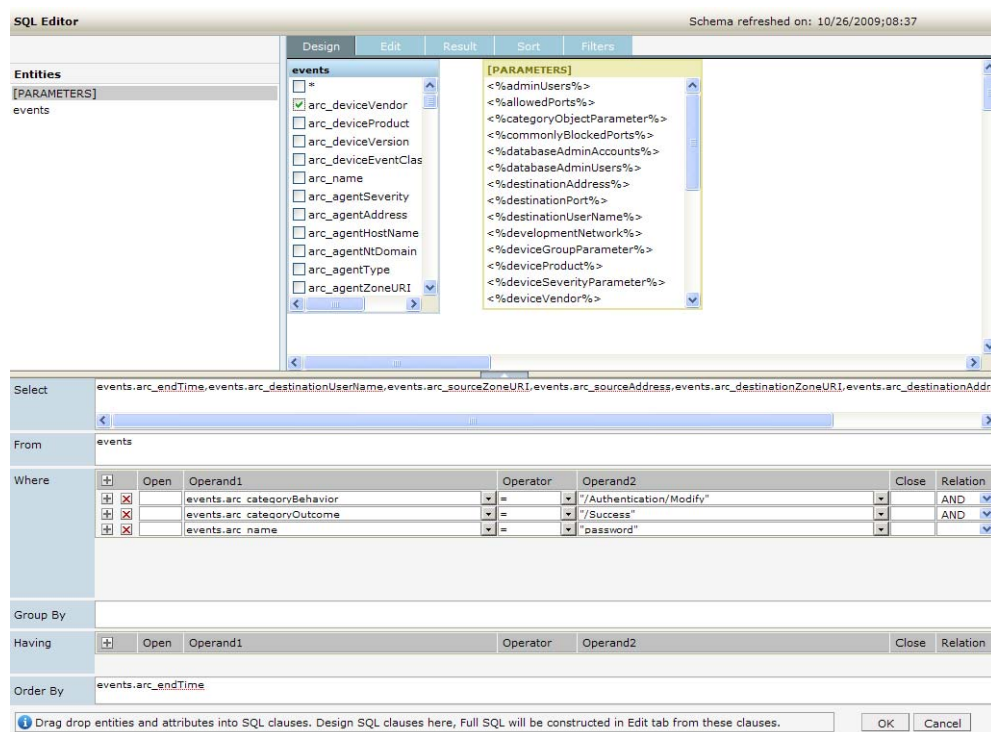 SQL Editor
Schema refreshed on: 10/26/2009;08:37
Design Edit Result Sort Filters
Entities
[PARAMETERS]
events
events
*
arc_deviceVendor
arc_deviceProduct
arc_deviceVersion
arc_deviceEventClas
arc_name
arc_agentSeverity
arc_agentAddress
arc_agentHostName
arc_agentNtDomain
arc_agentType
arc_agentZoneURI
[PARAMETERS]
<%adminUsers%>
<%allowedPorts%>
<%categoryObjectParameter%>
<%commonlyBlockedPorts%>
<%databaseAdminAccounts%>
<%databaseAdminUsers%>
<%destinationAddress%>
<%destinationPort%>
<%destinationUserName%>
<%developmentNetwork%>
<%deviceGroupParameter%>
<%deviceProduct%>
<%deviceSeverityParameter%>
<%deviceVendor%>
Select
events.arc_endTime,events.arc_destinationUserName,events.arc_sourceZoneURI,events.arc_sourceAddress,events.arc_destinationZoneURI,events.arc_destinationAddr
From
events
Where
Open Operand1 Operator Operand2 Close Relation
events.arc_categoryBehavior = "/Authentication/Modify" AND
events.arc_categoryOutcome = "/Success" AND
events.arc_name = "password"
Group By
Having
Open Operand1 Operator Operand2 Close Relation
Order By
events.arc_endTime
Drag drop entities and attributes into SQL clauses. Design SQL clauses here, Full SQL will be constructed in Edit tab from these clauses.
OK Cancel